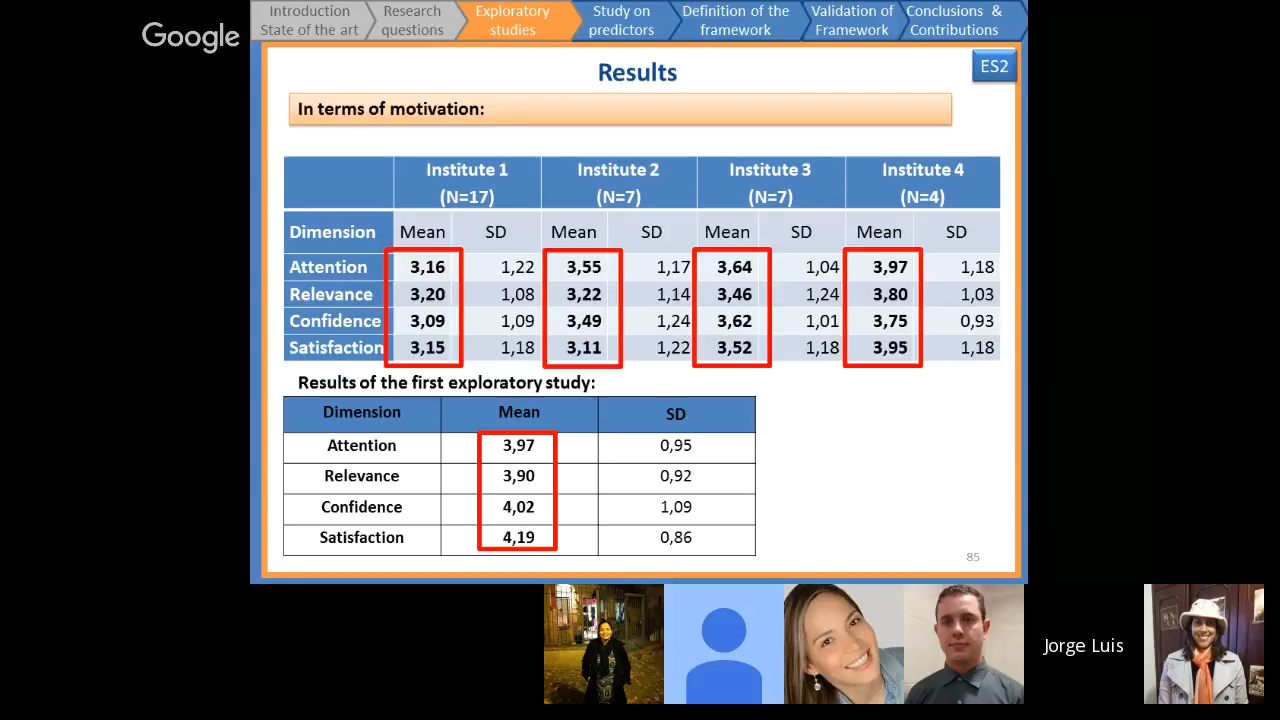 Google
Introduction
State of the art
Research
questions
Exploratory
studies
Study on
predictors
Definition of the
framework
Validation of
Framework
Conclusions &
Contributions
Results
ES2
In terms of motivation:
Institute 1 Institute 2 Institute 3 Institute 4
(N=17) (N=7) (N=7) (N=4)
Dimension Mean SD Mean SD Mean SD Mean SD
Attention 3,16 1,22 3,55 1,17 3,64 1,04 3,97 1,18
Relevance 3,20 1,08 3,22 1,14 3,46 1,24 3,80 1,03
Confidence 3,09 1,09 3,49 1,24 3,62 1,01 3,75 0,93
Satisfaction 3,15 1,18 3,11 1,22 3,52 1,18 3,95 1,18
Results of the first exploratory study:
Dimension Mean SD
Attention 3,97 0,95
Relevance 3,90 0,92
Confidence 4,02 1,09
Satisfaction 4,19 0,86
85
Jorge Luis